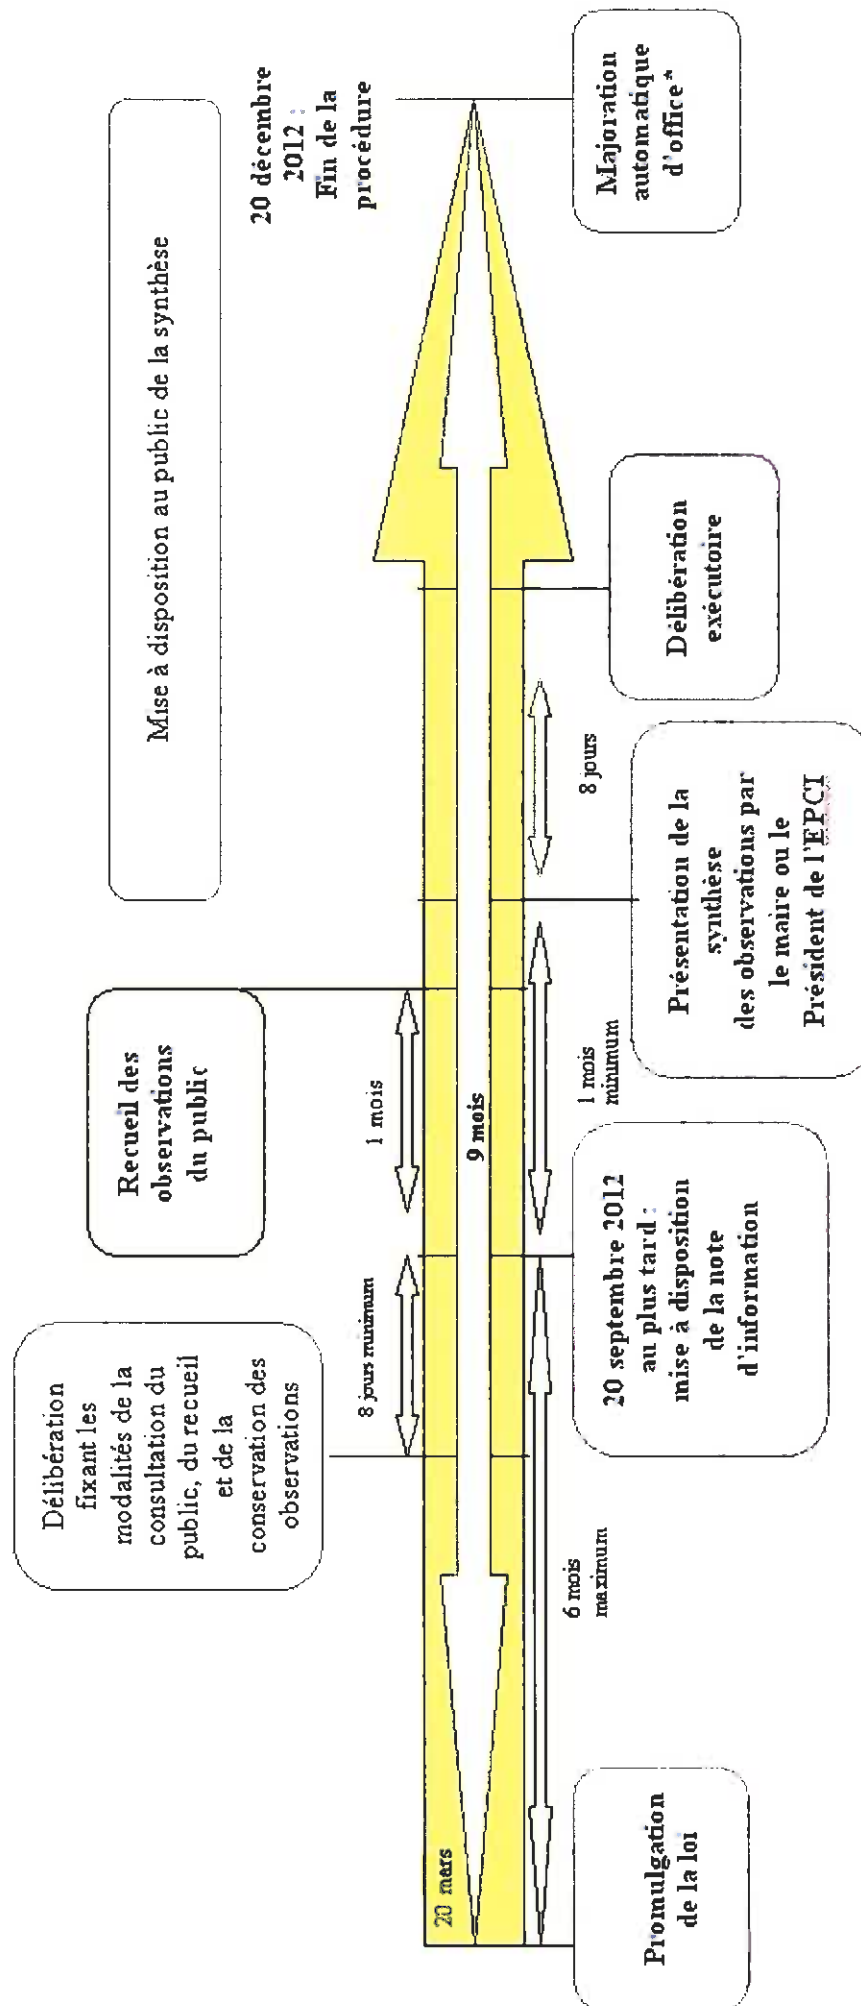 Mise à disposition au public de la synthèse
20 décembre
2012 :
Fin de la
procédure
Recueil des
observations
du public
Délibération
fixant les
modalités de la
consultation du
public, du recueil
et de la
conservation des
observations
8 jours minimum
1 mois
20 mars
9 mois
6 mois
maximum
1 mois
minimum
8 jours
Promulgation
de la loi
20 septembre 2012
au plus tard :
mise à disposition
de la note
d'information
Présentation de la
synthèse
des observations par
le maire ou le
Président de l'EPCI
Délibération
exécutoire
Majoration
automatique
d'office*